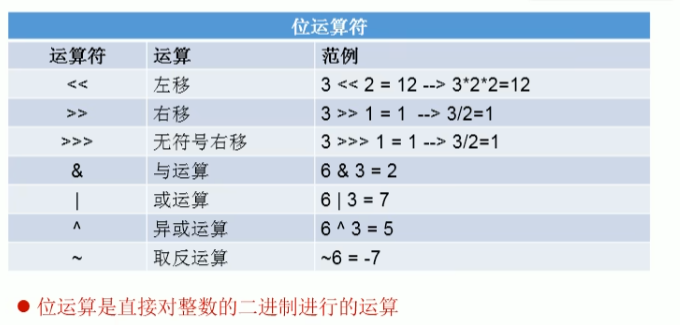 位运算符
运算符 运算 范例
<< 左移 3 << 2 = 12 --> 3*2*2=12
>> 右移 3 >> 1 = 1 --> 3/2=1
>>> 无符号右移 3 >>> 1 = 1 --> 3/2=1
& 与运算 6 & 3 = 2
| 或运算 6 | 3 = 7
^ 异或运算 6 ^ 3 = 5
~ 取反运算 ~6 = -7
● 位运算是直接对整数的二进制进行的运算